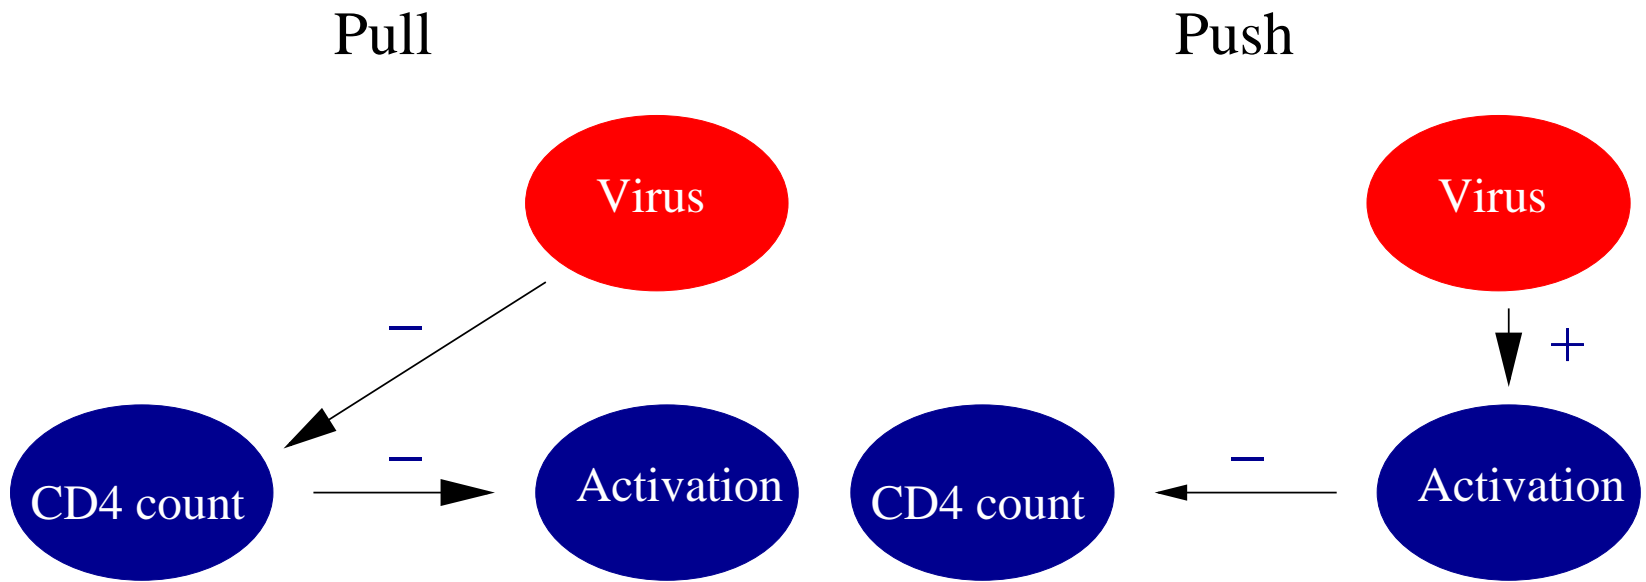 Pull
Push
Virus
Virus
−
+
−
−
CD4 count
Activation
CD4 count
Activation